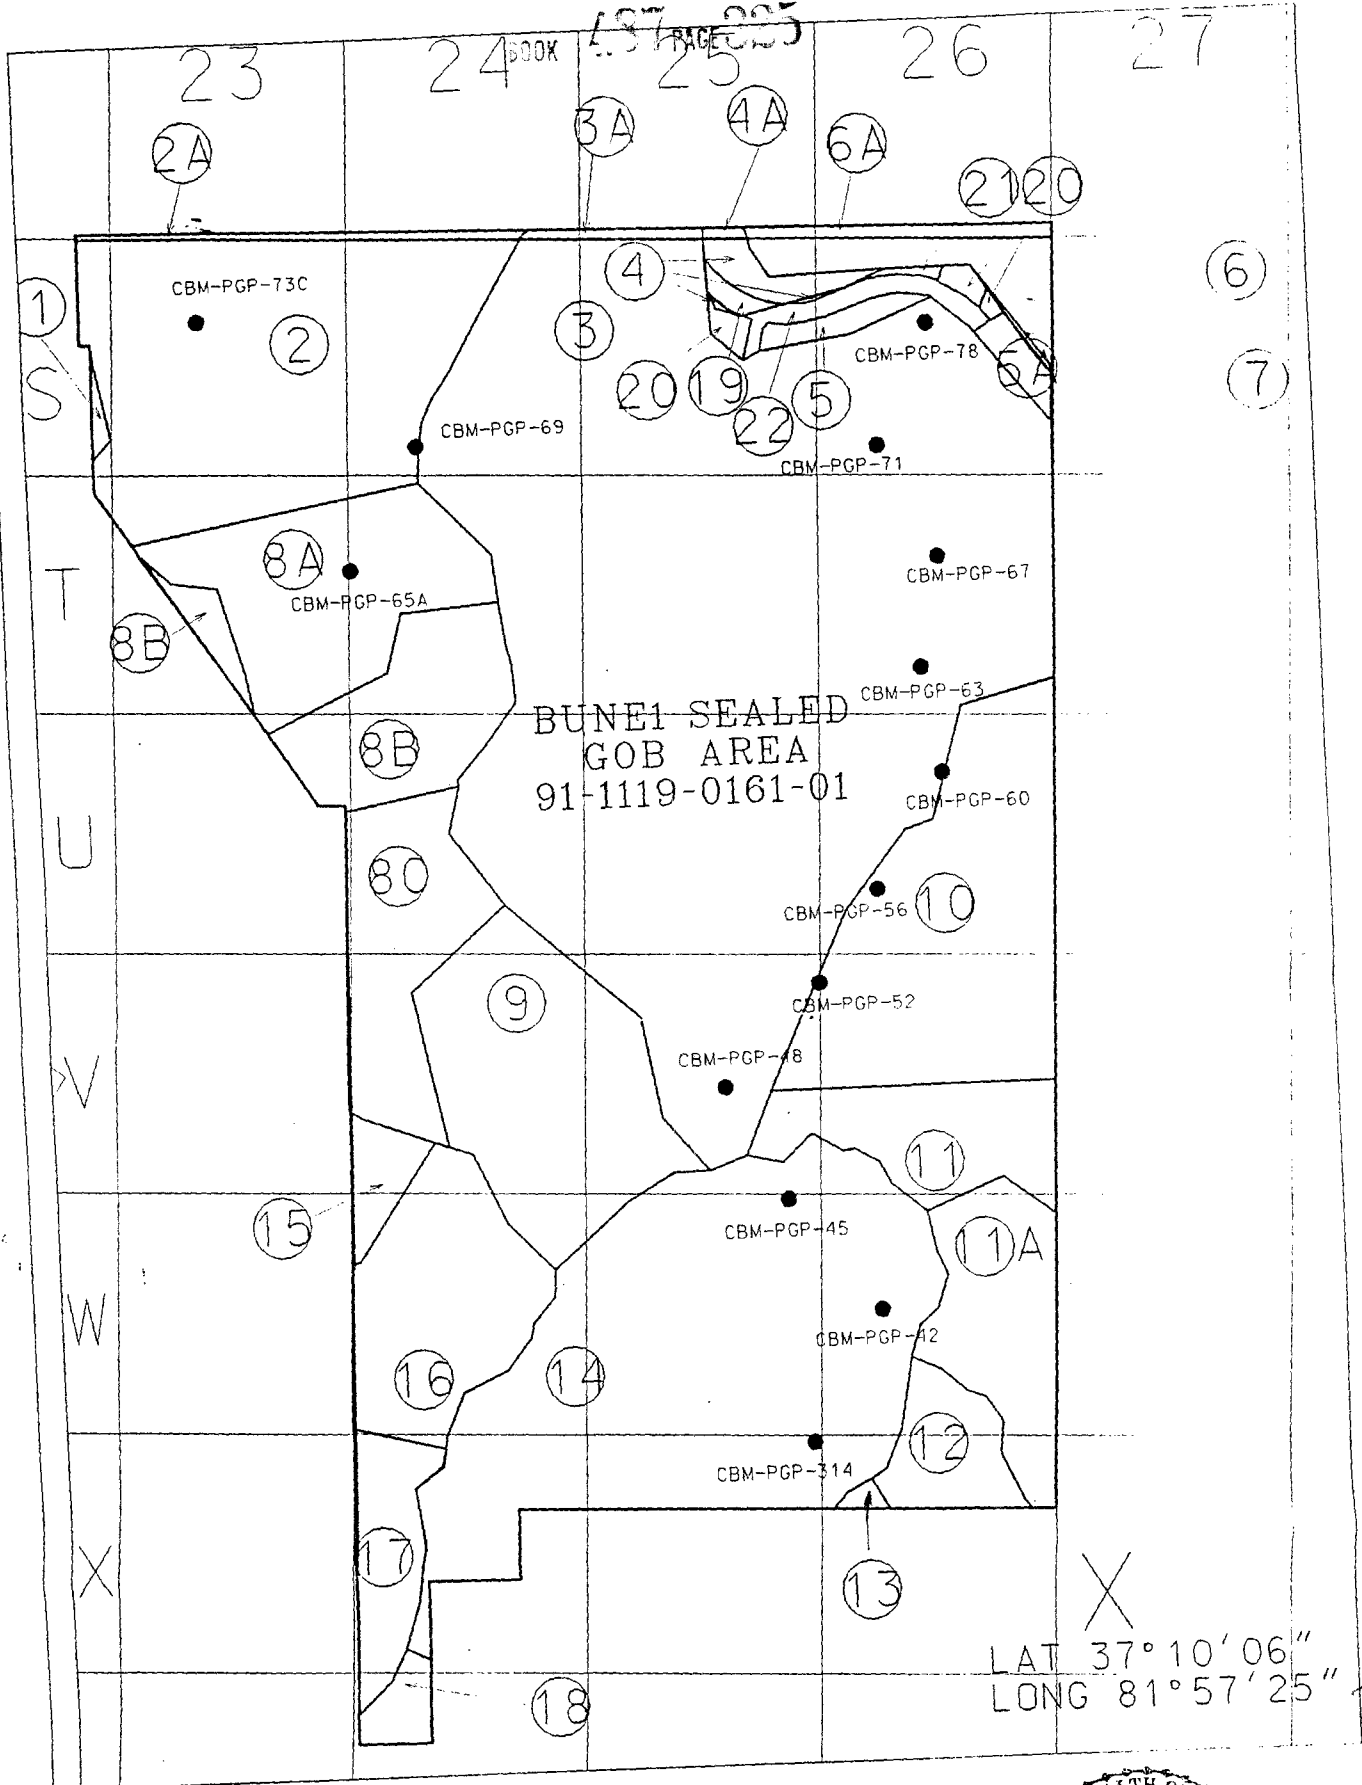 BOOK 497 PAGE 335
23 24 25 26 27
2A 3A 4A 6A
21 20
1 4 6
CBM-PGP-73C
2 3
CBM-PGP-78
S 20 19 5 7
22
CBM-PGP-69
CBM-PGP-71
T 8A
CBM-PGP-67
CBM-PGP-65A
8B
CBM-PGP-63
BUNE1 SEALED
GOB AREA
91-1119-0161-01
8B
CBM-PGP-60
U
80
CBM-PGP-56 10
9
CBM-PGP-52
V
CBM-PGP-48
11
15
CBM-PGP-45
11A
W
CBM-PGP-42
16 14
12
CBM-PGP-314
X 17
13
X
LAT 37°10'06"
LONG 81°57'25"
18